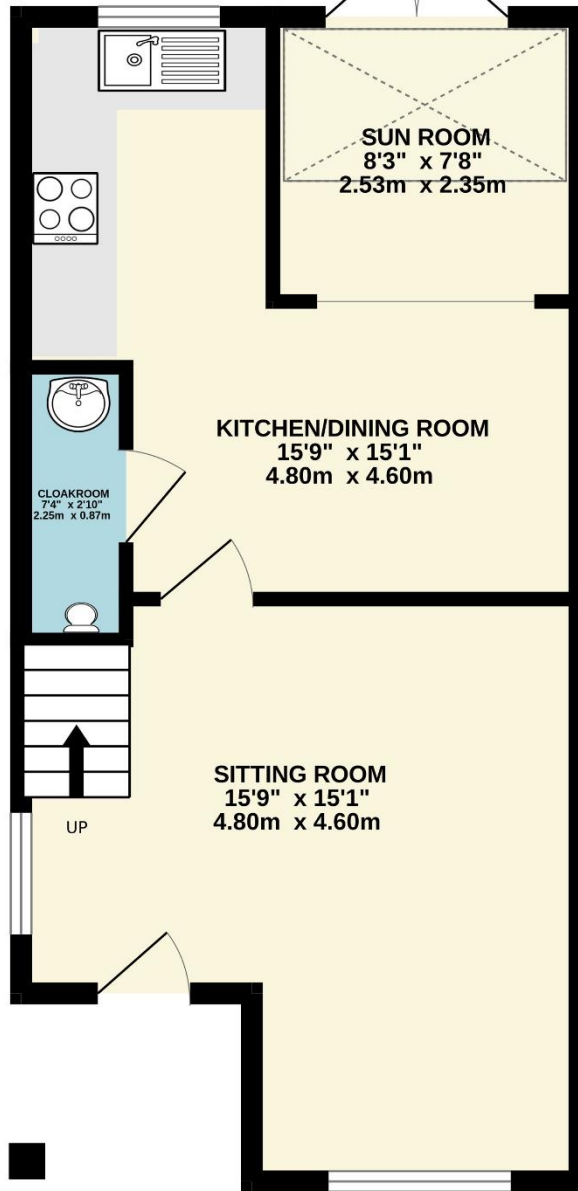 SUN ROOM
8'3" x 7'8"
2.53m x 2.35m
KITCHEN/DINING ROOM
15'9" x 15'1"
4.80m x 4.60m
CLOAKROOM
7'4" x 2'10"
2.25m x 0.87m
SITTING ROOM
15'9" x 15'1"
4.80m x 4.60m
UP